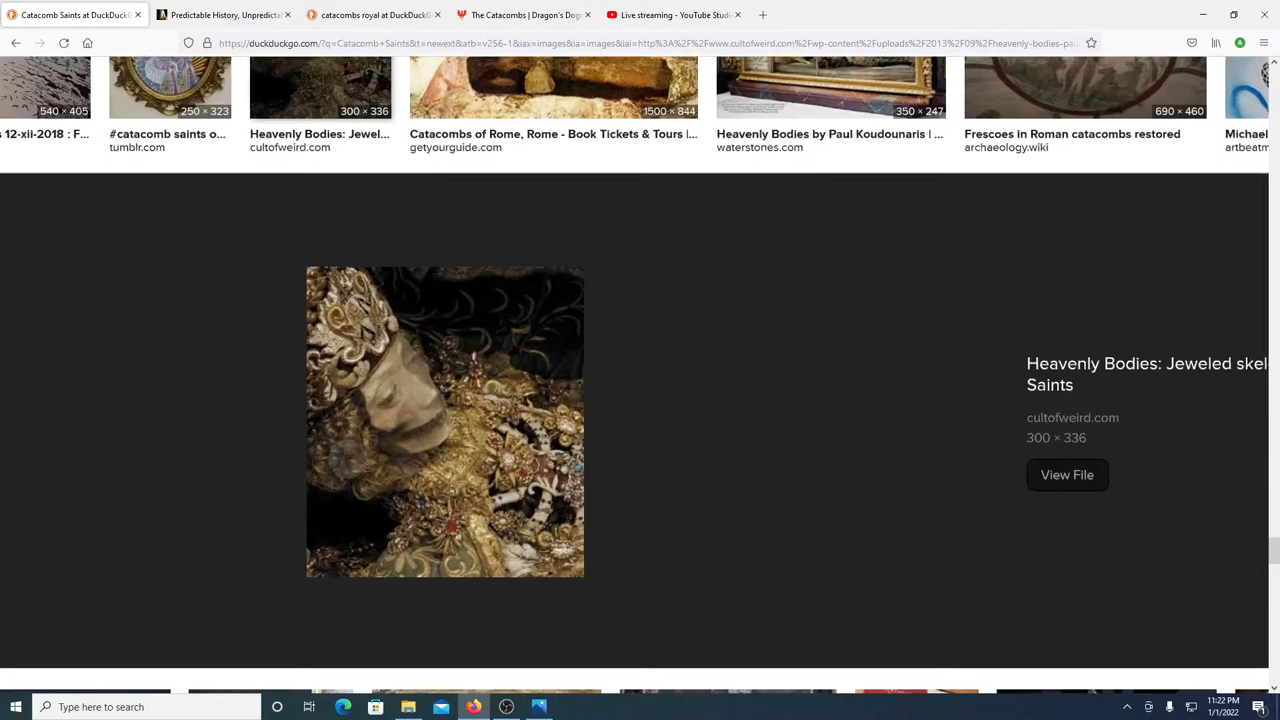 Catacomb Saints at DuckDuckG
Predictable History, Unpredicta
catacombs royal at DuckDuckG
The Catacombs | Dragon's Dog
Live streaming - YouTube Studi
https://duckduckgo.com/?q=Catacomb+Saints&t=newext&atb=v256-1&iax=images&ia=images&iai=http%3A%2F%2Fwww.cultofweird.com%2Fwp-content%2Fuploads%2F2013%2F09%2Fheavenly-bodies-pau
540 × 405
250 × 323
300 × 336
1500 × 844
350 × 247
690 × 460
s 12-xii-2018 : F...
#catacomb saints o...
Heavenly Bodies: Jewel...
Catacombs of Rome, Rome - Book Tickets & Tours |...
Heavenly Bodies by Paul Koudounaris | ...
Frescoes in Roman catacombs restored
Michael
tumblr.com
cultofweird.com
getyourguide.com
waterstones.com
archaeology.wiki
artbeatm
Heavenly Bodies: Jeweled skel
Saints
cultofweird.com
300 × 336
View File
Type here to search
11:22 PM
1/1/2022